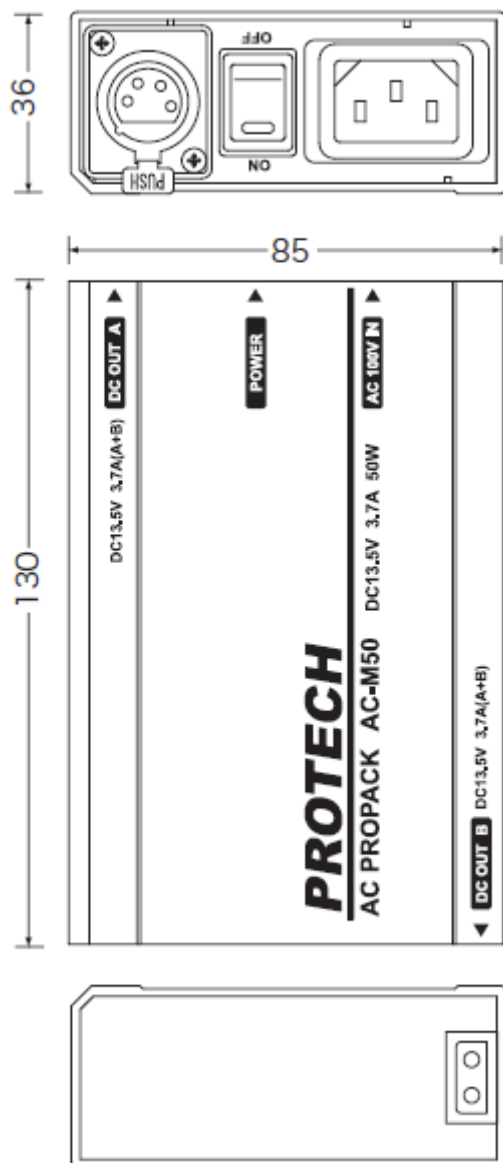 36
OFF
ON
PUSH
85
130
DC OUT A
DC13.5V 3.7A(A+B)
POWER
AC 100V IN
PROTECH
AC PROPACK AC-M50 DC13.5V 3.7A 50W
DC OUT B DC13.5V 3.7A(A+B)